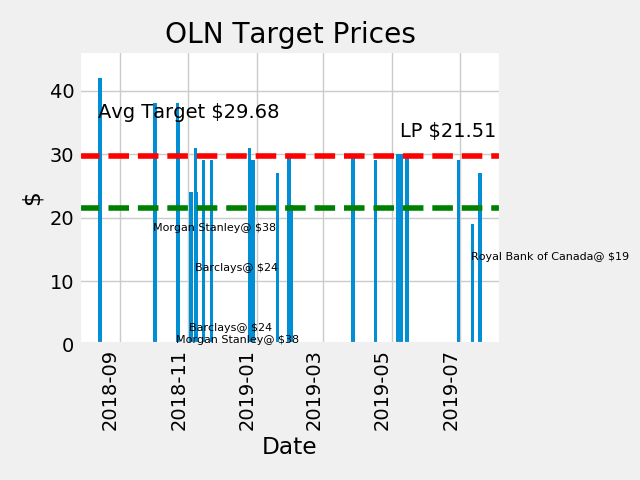 OLN Target Prices
40
Avg Target $29.68
LP $21.51
30
$
20
Morgan Stanley@ $38
Royal Bank of Canada@ $19
Barclays@ $24
10
Barclays@ $24
Morgan Stanley@ $38
0
2018-09
2018-11
2019-01
2019-03
2019-05
2019-07
Date